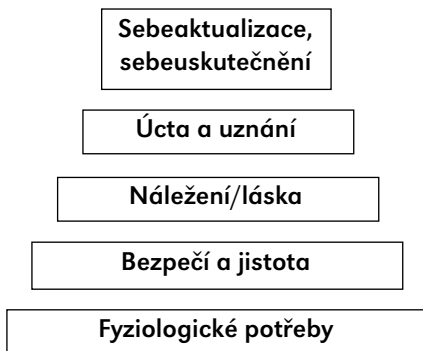 Sebeaktualizace,
sebeuskutečnění
Úcta a uznání
Náležení/láska
Bezpečí a jistota
Fyziologické potřeby